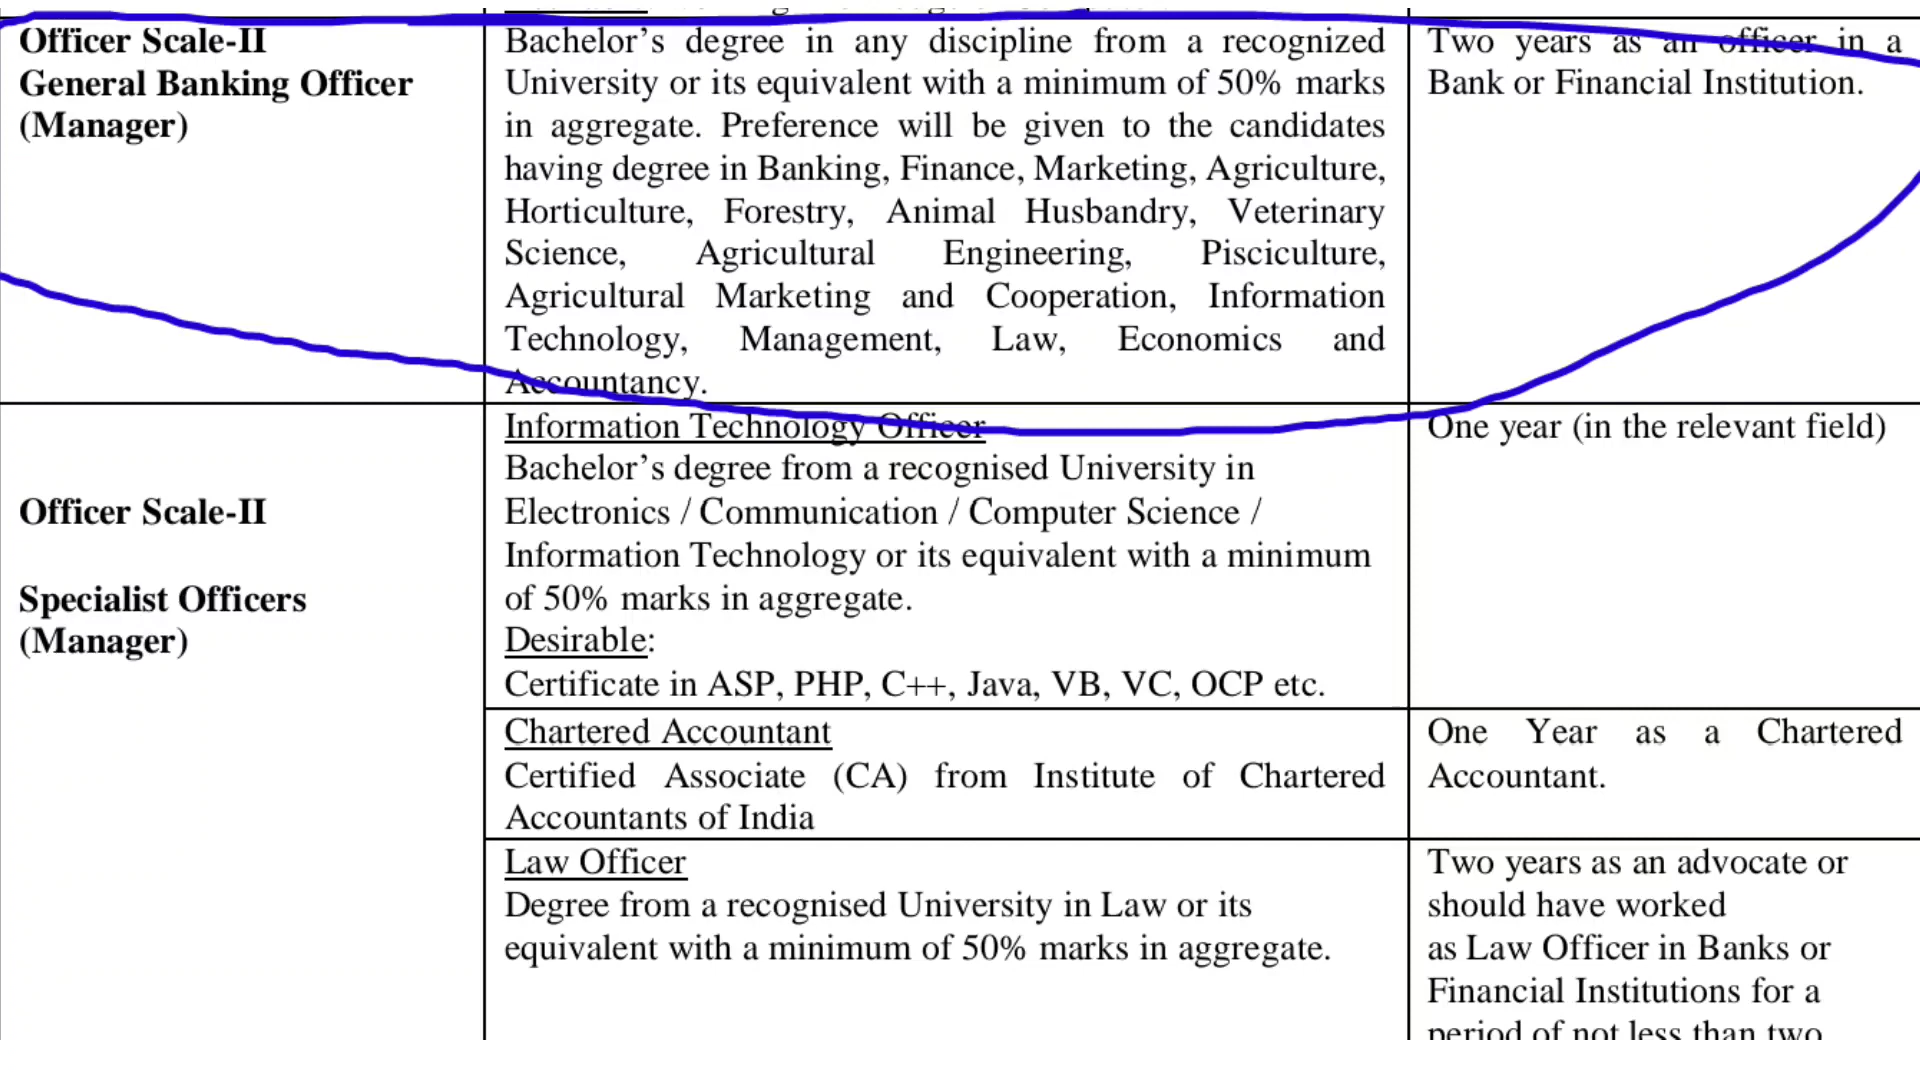 Officer Scale-II
General Banking Officer
(Manager)
Bachelor’s degree in any discipline from a recognized
University or its equivalent with a minimum of 50% marks
in aggregate. Preference will be given to the candidates
having degree in Banking, Finance, Marketing, Agriculture,
Horticulture, Forestry, Animal Husbandry, Veterinary
Science, Agricultural Engineering, Pisciculture,
Agricultural Marketing and Cooperation, Information
Technology, Management, Law, Economics and
Accountancy.
Two years as an officer in a
Bank or Financial Institution.
Officer Scale-II
Specialist Officers
(Manager)
Information Technology Officer
Bachelor’s degree from a recognised University in
Electronics / Communication / Computer Science /
Information Technology or its equivalent with a minimum
of 50% marks in aggregate.
Desirable:
Certificate in ASP, PHP, C++, Java, VB, VC, OCP etc.
One year (in the relevant field)
Chartered Accountant
Certified Associate (CA) from Institute of Chartered
Accountants of India
One Year as a Chartered
Accountant.
Law Officer
Degree from a recognised University in Law or its
equivalent with a minimum of 50% marks in aggregate.
Two years as an advocate or
should have worked
as Law Officer in Banks or
Financial Institutions for a
period of not less than two